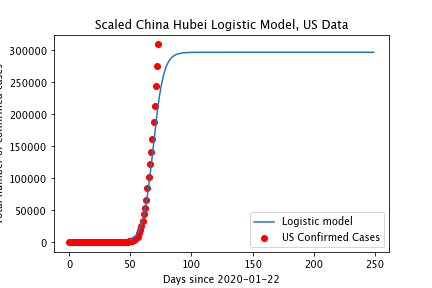 Scaled China Hubei Logistic Model, US Data
300000
250000
200000
150000
100000
50000
0
number of confirmed cases
0 50 100 150 200 250
Days since 2020-01-22
Logistic model
US Confirmed Cases